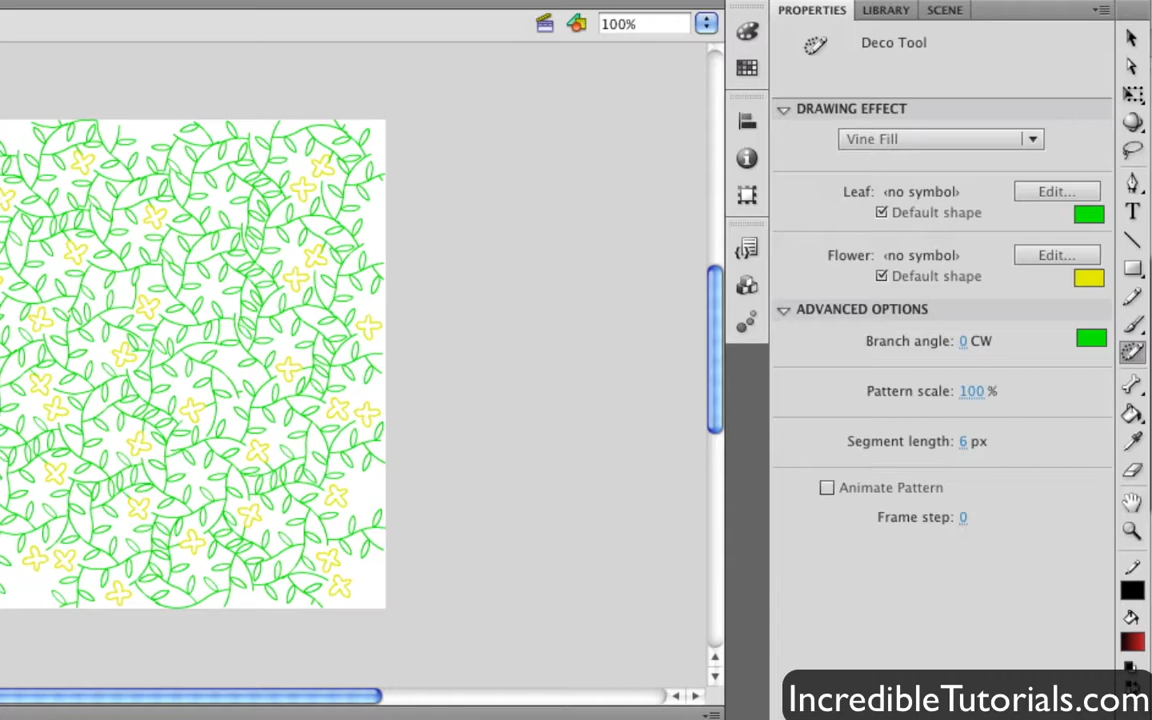 100%
PROPERTIES LIBRARY SCENE
Deco Tool
DRAWING EFFECT
Vine Fill
Leaf: ‹no symbol› Edit...
Default shape
Flower: ‹no symbol› Edit...
Default shape
ADVANCED OPTIONS
Branch angle: 0 CW
Pattern scale: 100 %
Segment length: 6 px
Animate Pattern
Frame step: 0
IncredibleTutorials.com